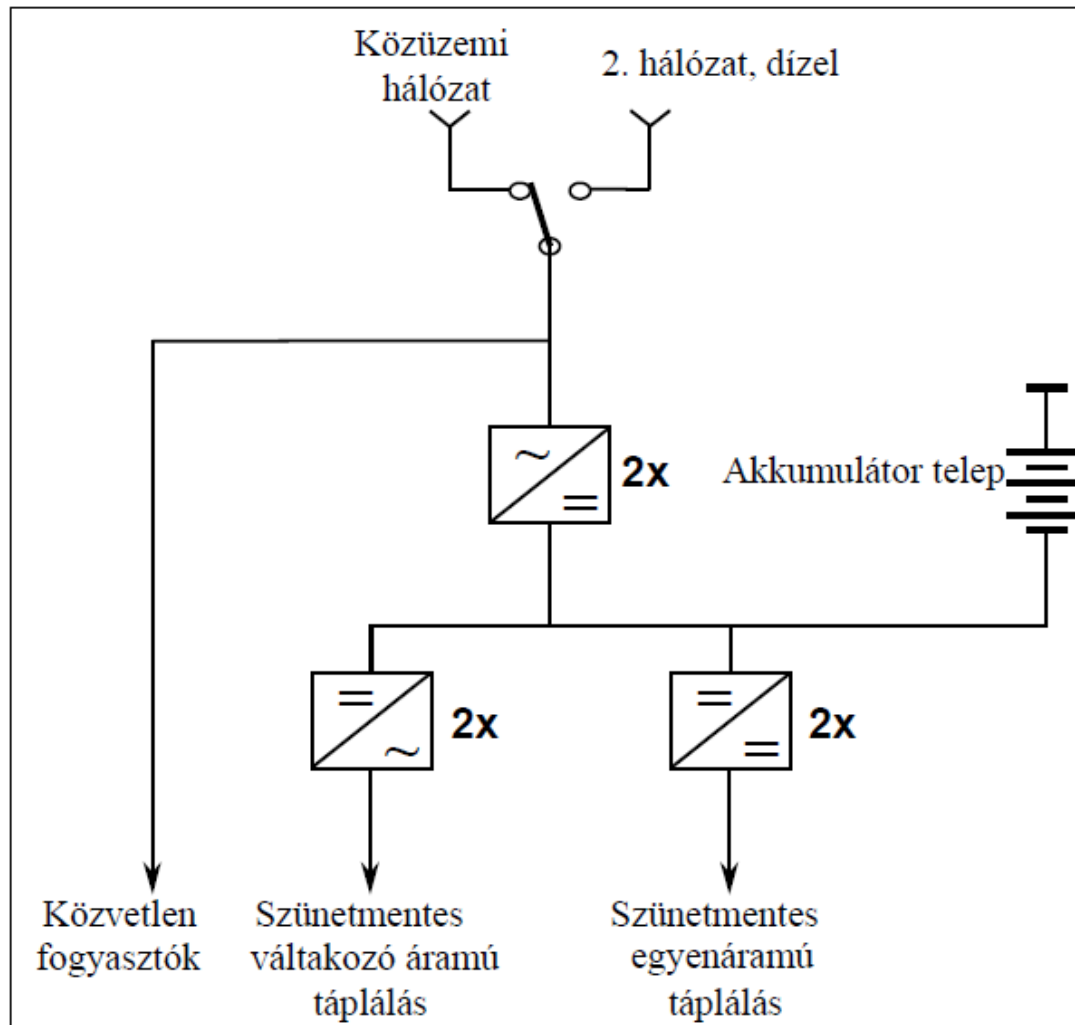 Közüzemi
hálózat
2. hálózat, dízel
~
=
2x
Akkumulátor telep
=
~
2x
=
=
2x
Közvetlen
fogyasztók
Szünetmentes
váltakozó áramú
táplálás
Szünetmentes
egyenáramú
táplálás